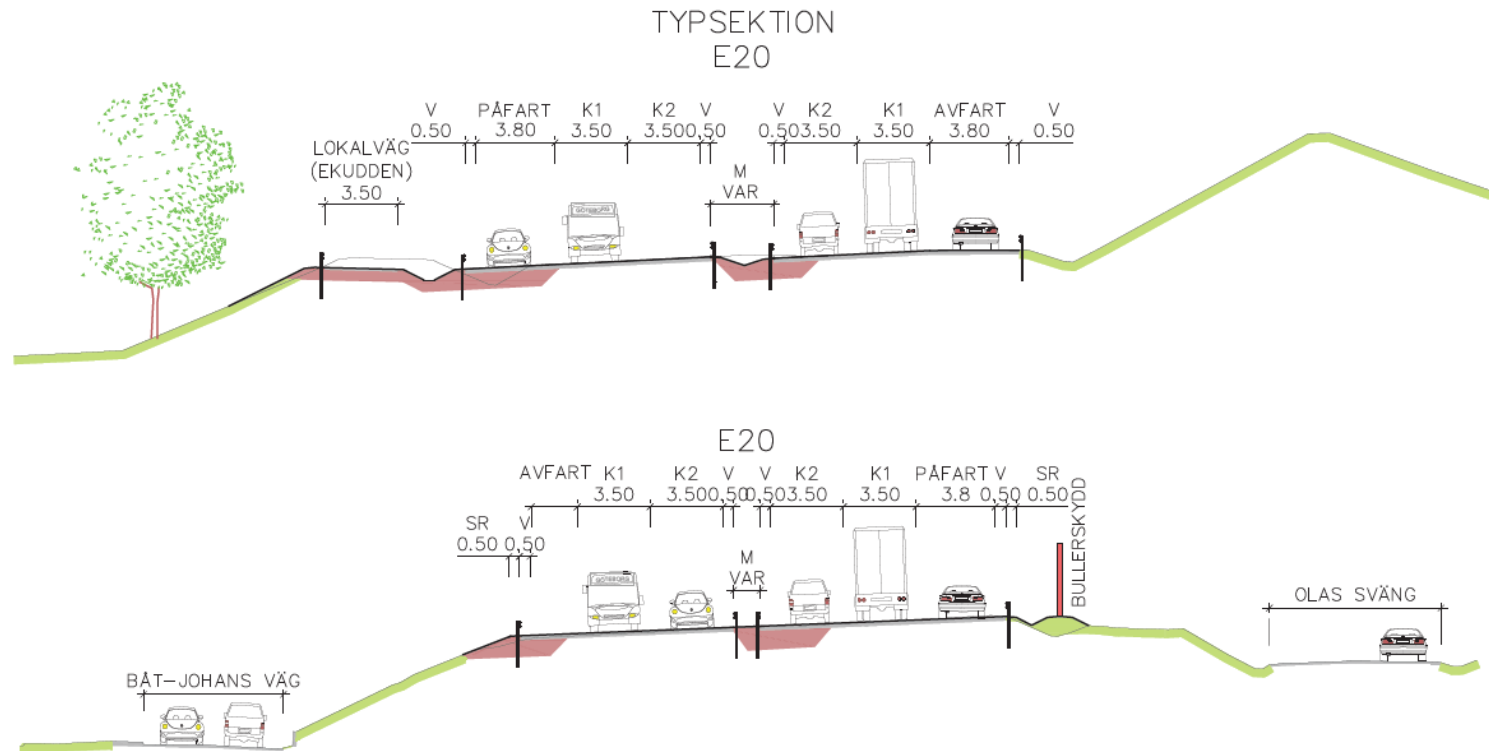 TYPSEKTION
E20
V PÅFART K1 K2 V V K2 K1 AVFART V
0.50 3.80 3.50 3.50 0,50 0.50 3.50 3.50 3.80 0.50
LOKALVÄG
(EKUDDEN)
3.50
M
VAR
GÖTEBORG
E20
AVFART K1 K2 V V K2 K1 PÅFART V SR
3.50 3.50 0,50 0.50 3.50 3.50 3.8 0,50 0.50
SR V
0.50 0,50
M
VAR
GÖTEBORG
BULLERSKYDD
OLAS SVÄNG
BÅT-JOHANS VÄG